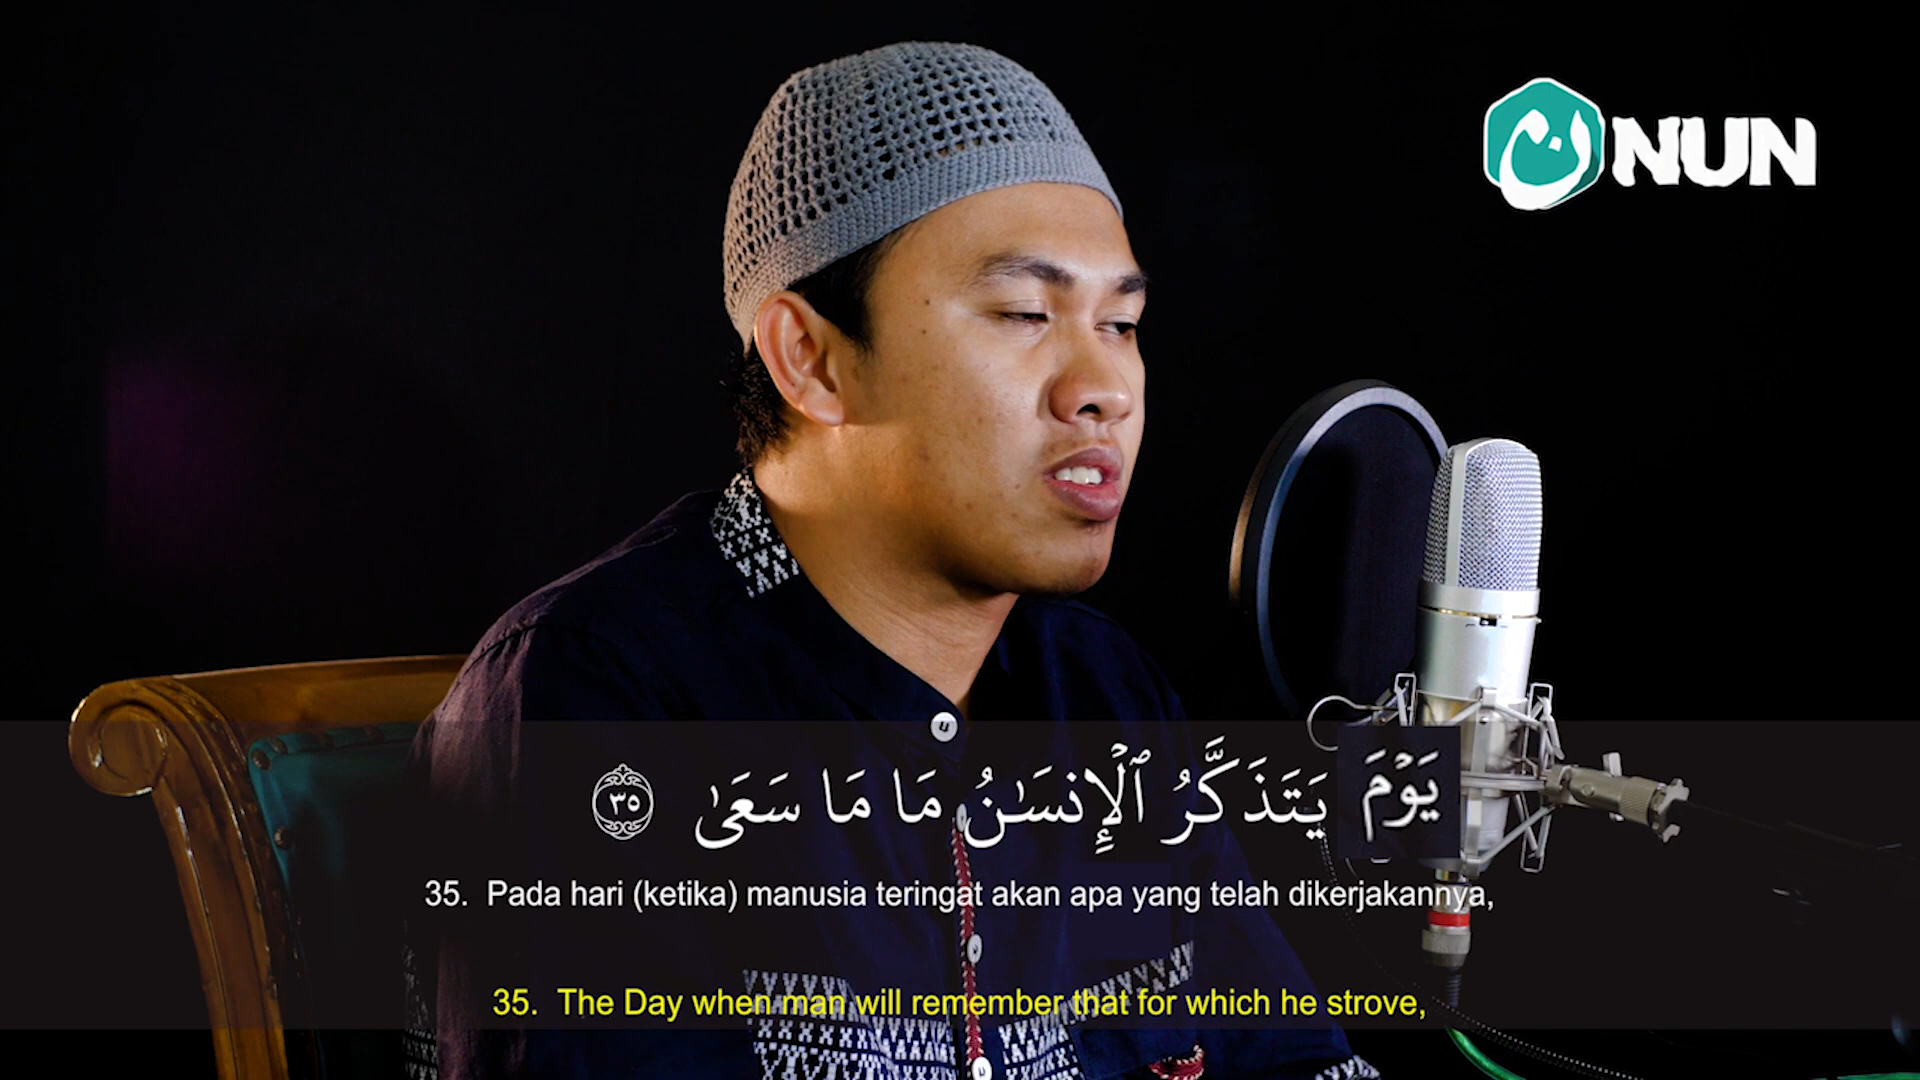 ن NUN
يَوۡمَ يَتَذَكَّرُ ٱلۡإِنسَـٰنُ مَا مَا سَعَىٰ ٣٥
35. Pada hari (ketika) manusia teringat akan apa yang telah dikerjakannya,
35. The Day when man will remember that for which he strove,